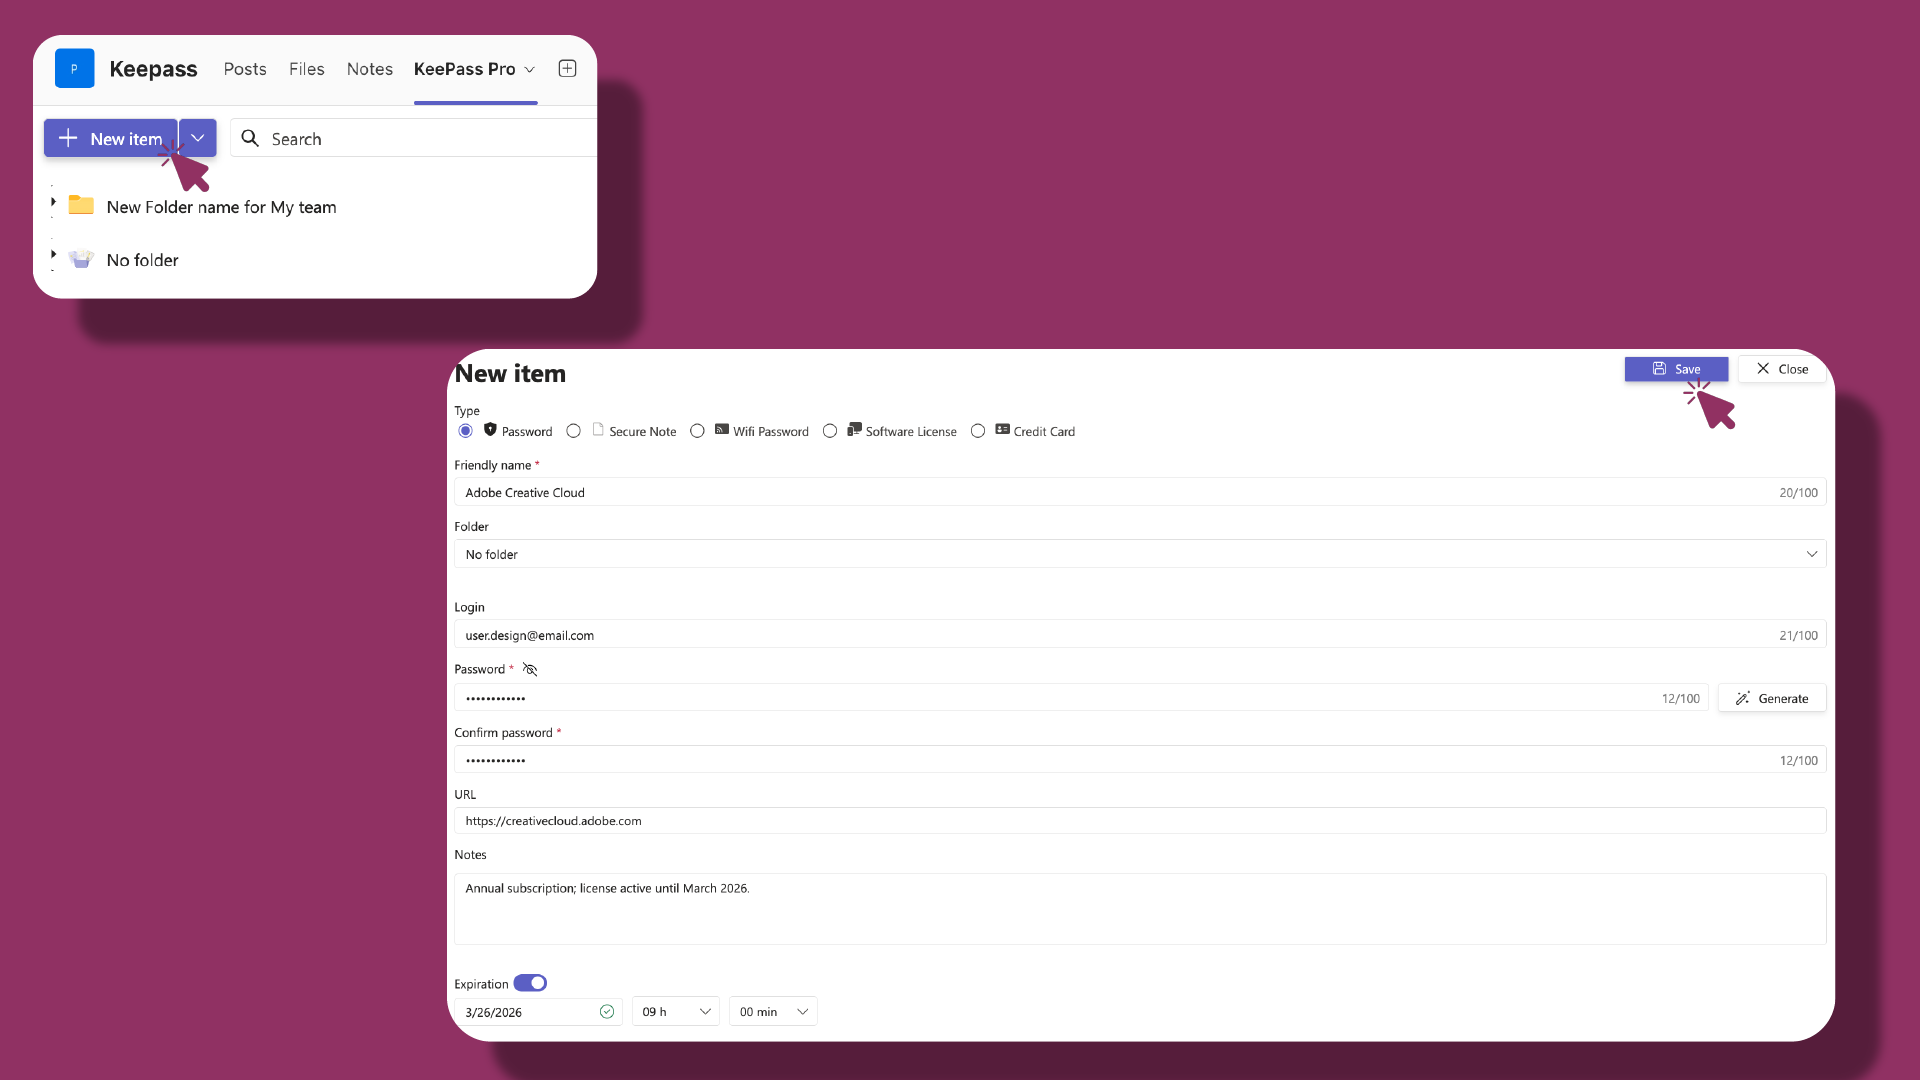 P Keepass Posts Files Notes KeePass Pro
New item Search
New Folder name for My team
No folder
New item Save Close
Type
Password Secure Note Wifi Password Software License Credit Card
Friendly name *
Adobe Creative Cloud 20/100
Folder
No folder
Login
user.design@email.com 21/100
Password *
•••••••••••• 12/100 Generate
Confirm password *
•••••••••••• 12/100
URL
https://creativecloud.adobe.com
Notes
Annual subscription; license active until March 2026.
Expiration
3/26/2026 09 h 00 min